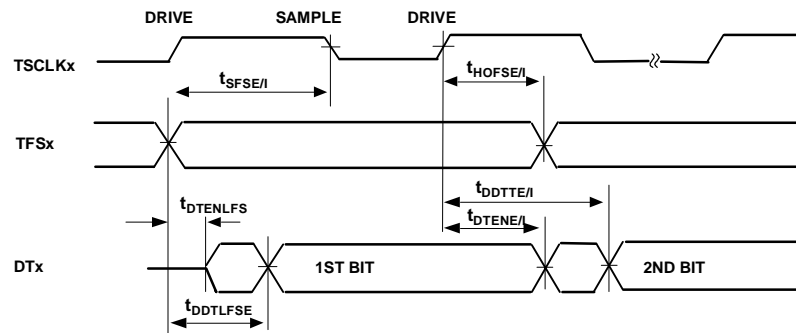 DRIVE SAMPLE DRIVE
TSCLKx
tSFSE/I
tHOFSE/I
TFSx
tDDTTE/I
tDTENLFS
tDTENE/I
DTx
1ST BIT
2ND BIT
tDDTLFSE